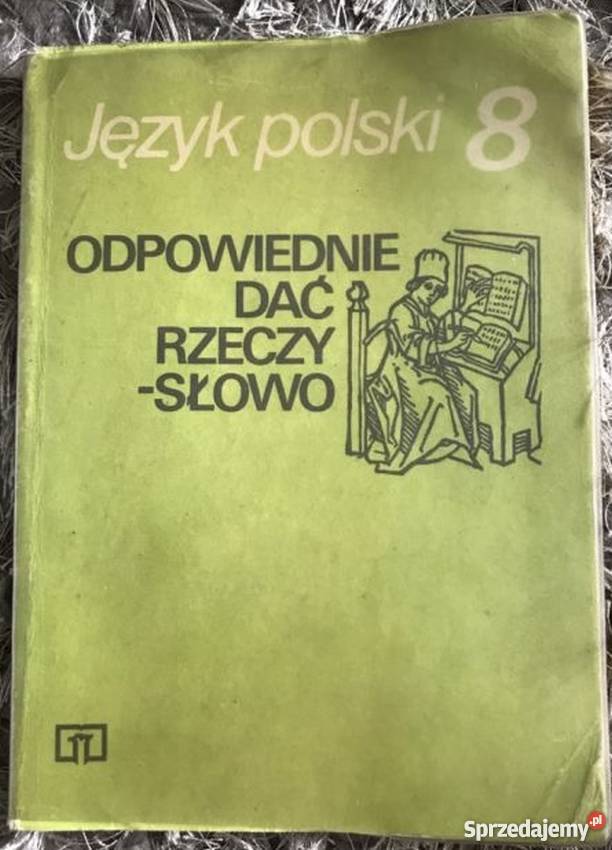 Język polski 8
ODPOWIEDNIE
DAĆ
RZECZY
-SŁOWO
Sprzedajemy.pl